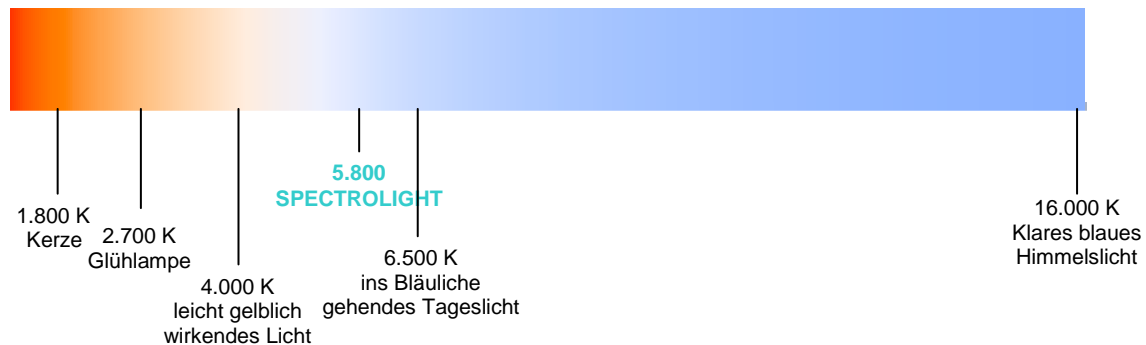 1.800 K
Kerze
2.700 K
Glühlampe
4.000 K
leicht gelblich
wirkendes Licht
5.800
SPECTROLIGHT
6.500 K
ins Bläuliche
gehendes Tageslicht
16.000 K
Klares blaues
Himmelslicht